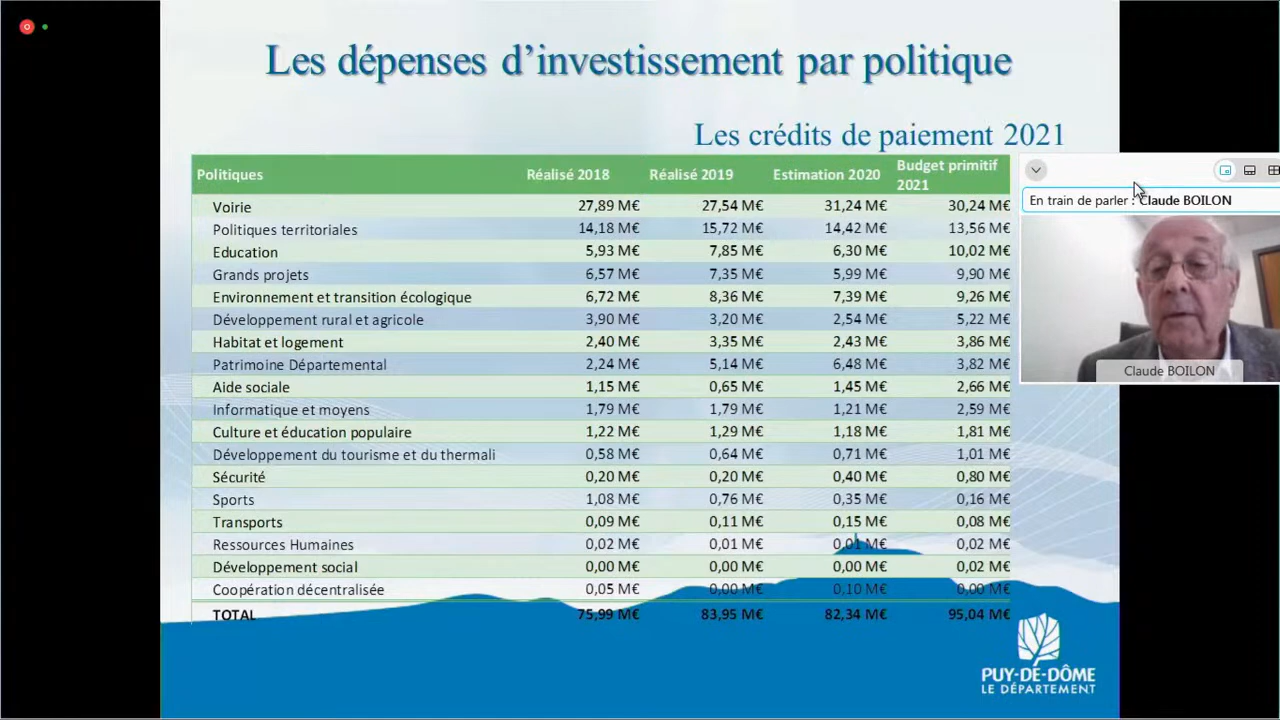 Les dépenses d'investissement par politique
Les crédits de paiement 2021
Politiques Réalisé 2018 Réalisé 2019 Estimation 2020 Budget primitif 2021
Voirie 27,89 M€ 27,54 M€ 31,24 M€ 30,24 M€
Politiques territoriales 14,18 M€ 15,72 M€ 14,42 M€ 13,56 M€
Education 5,93 M€ 7,85 M€ 6,30 M€ 10,02 M€
Grands projets 6,57 M€ 7,35 M€ 5,99 M€ 9,90 M€
Environnement et transition écologique 6,72 M€ 8,36 M€ 7,39 M€ 9,26 M€
Développement rural et agricole 3,90 M€ 3,20 M€ 2,54 M€ 5,22 M€
Habitat et logement 2,40 M€ 3,35 M€ 2,43 M€ 3,86 M€
Patrimoine Départemental 2,24 M€ 5,14 M€ 6,48 M€ 3,82 M€
Aide sociale 1,15 M€ 0,65 M€ 1,45 M€ 2,66 M€
Informatique et moyens 1,79 M€ 1,79 M€ 1,21 M€ 2,59 M€
Culture et éducation populaire 1,22 M€ 1,29 M€ 1,18 M€ 1,81 M€
Développement du tourisme et du thermali 0,58 M€ 0,64 M€ 0,71 M€ 1,01 M€
Sécurité 0,20 M€ 0,20 M€ 0,40 M€ 0,80 M€
Sports 1,08 M€ 0,76 M€ 0,35 M€ 0,16 M€
Transports 0,09 M€ 0,11 M€ 0,15 M€ 0,08 M€
Ressources Humaines 0,02 M€ 0,01 M€ 0,01 M€ 0,02 M€
Développement social 0,00 M€ 0,00 M€ 0,00 M€ 0,02 M€
Coopération décentralisée 0,05 M€ 0,00 M€ 0,10 M€ 0,00 M€
TOTAL 75,99 M€ 83,95 M€ 82,34 M€ 95,04 M€
En train de parler : Claude BOILON
Claude BOILON
PUY-DE-DÔME
LE DÉPARTEMENT